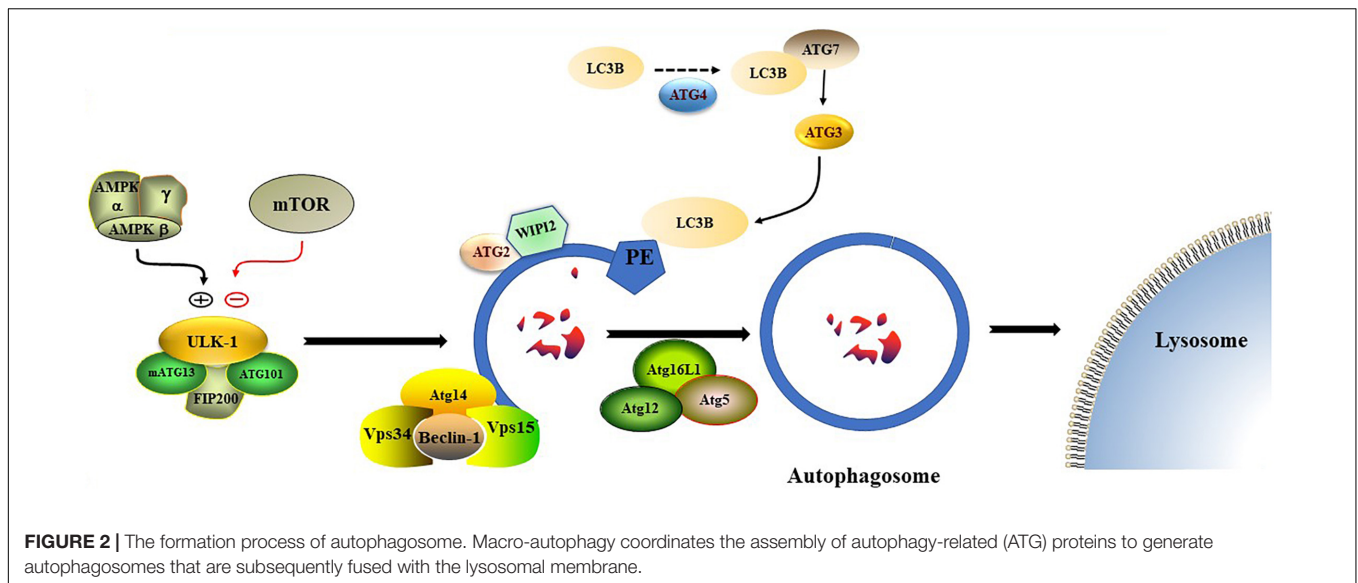 LC3B
ATG4
LC3B
ATG7
ATG3
LC3B
AMPK
α
γ
AMPK β
mTOR
+
−
ULK-1
mATG13
ATG101
FIP200
ATG2
WIPI2
PE
Atg14
Vps34
Beclin-1
Vps15
Atg16L1
Atg12
Atg5
Autophagosome
Lysosome
FIGURE 2 | The formation process of autophagosome. Macro-autophagy coordinates the assembly of autophagy-related (ATG) proteins to generate
autophagosomes that are subsequently fused with the lysosomal membrane.